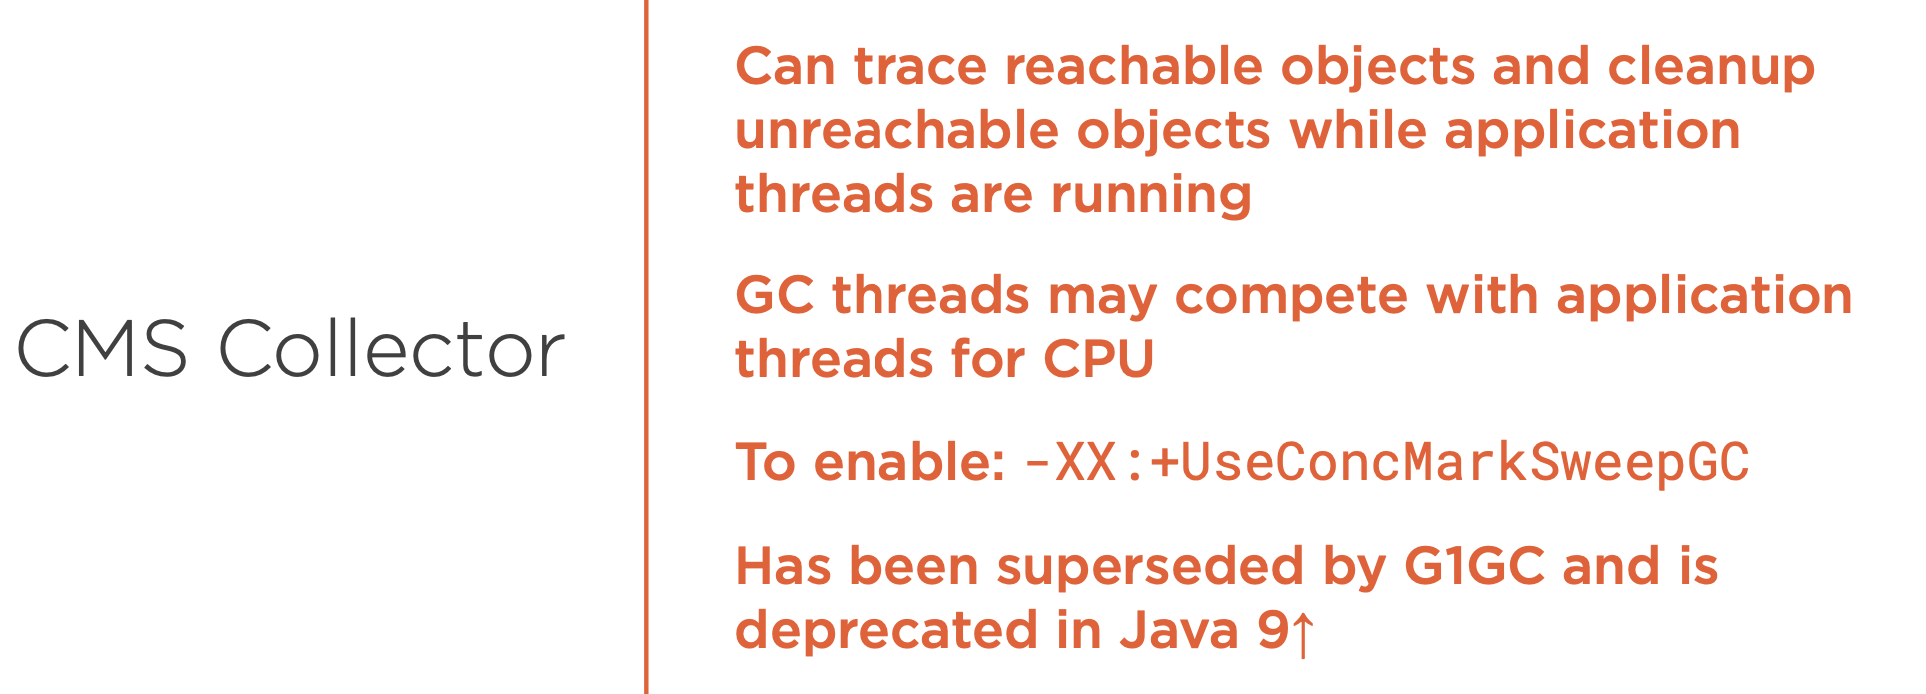 CMS Collector
Can trace reachable objects and cleanup
unreachable objects while application
threads are running
GC threads may compete with application
threads for CPU
To enable: -XX:+UseConcMarkSweepGC
Has been superseded by G1GC and is
deprecated in Java 9↑